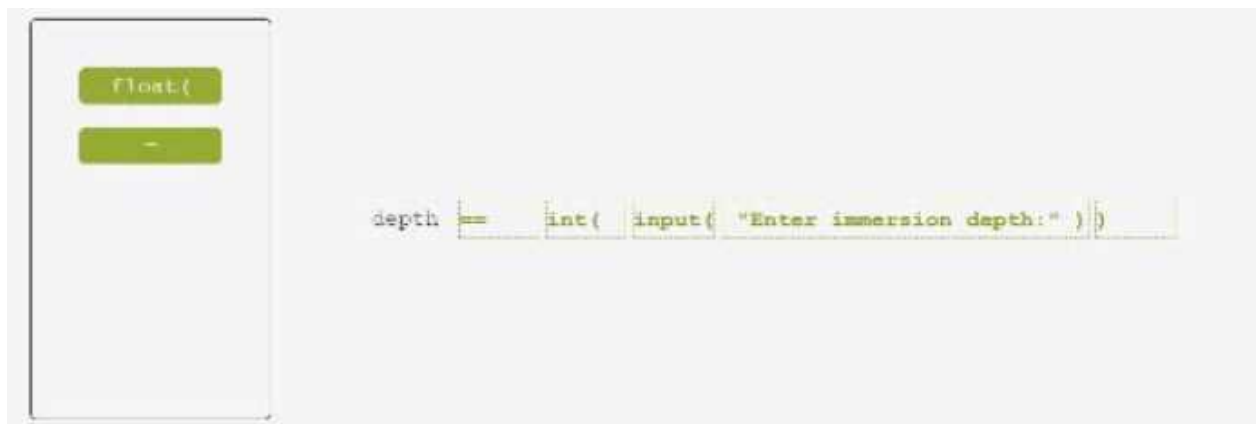 float(
=
depth == int( input( "Enter immersion depth:" ) )